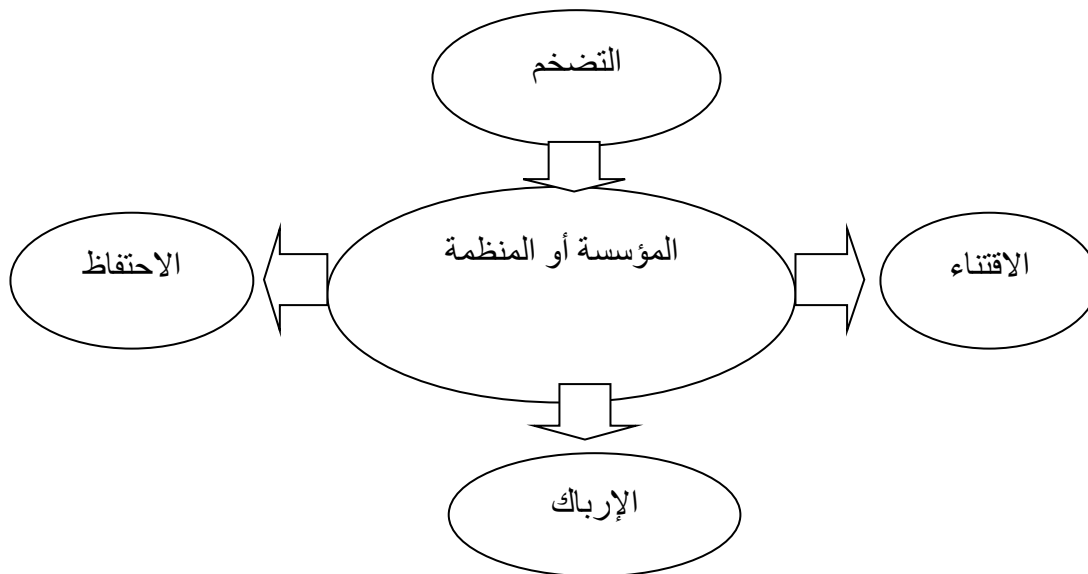 التضخم
المؤسسة أو المنظمة
الاقتناء
الاحتفاظ
الإرباك